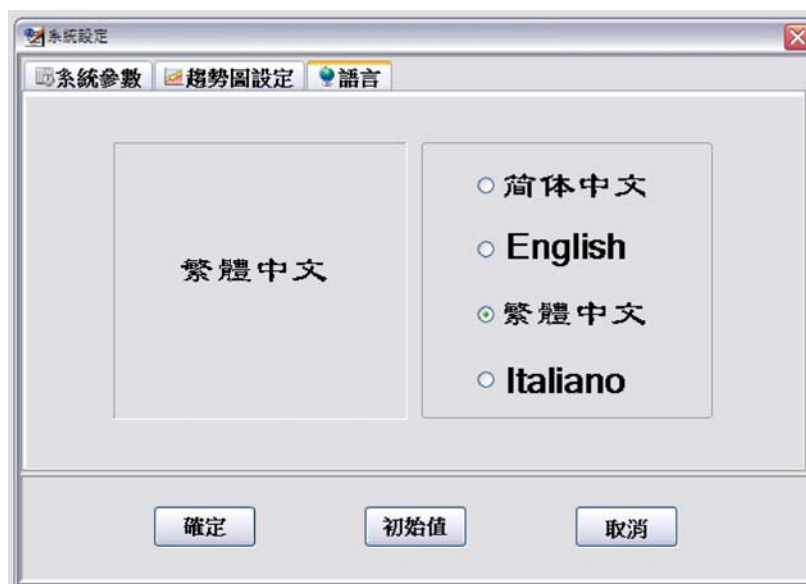 系統設定
系統參數 趨勢圖設定 語言
繁體中文
简体中文
English
繁體中文
Italiano
確定 初始值 取消